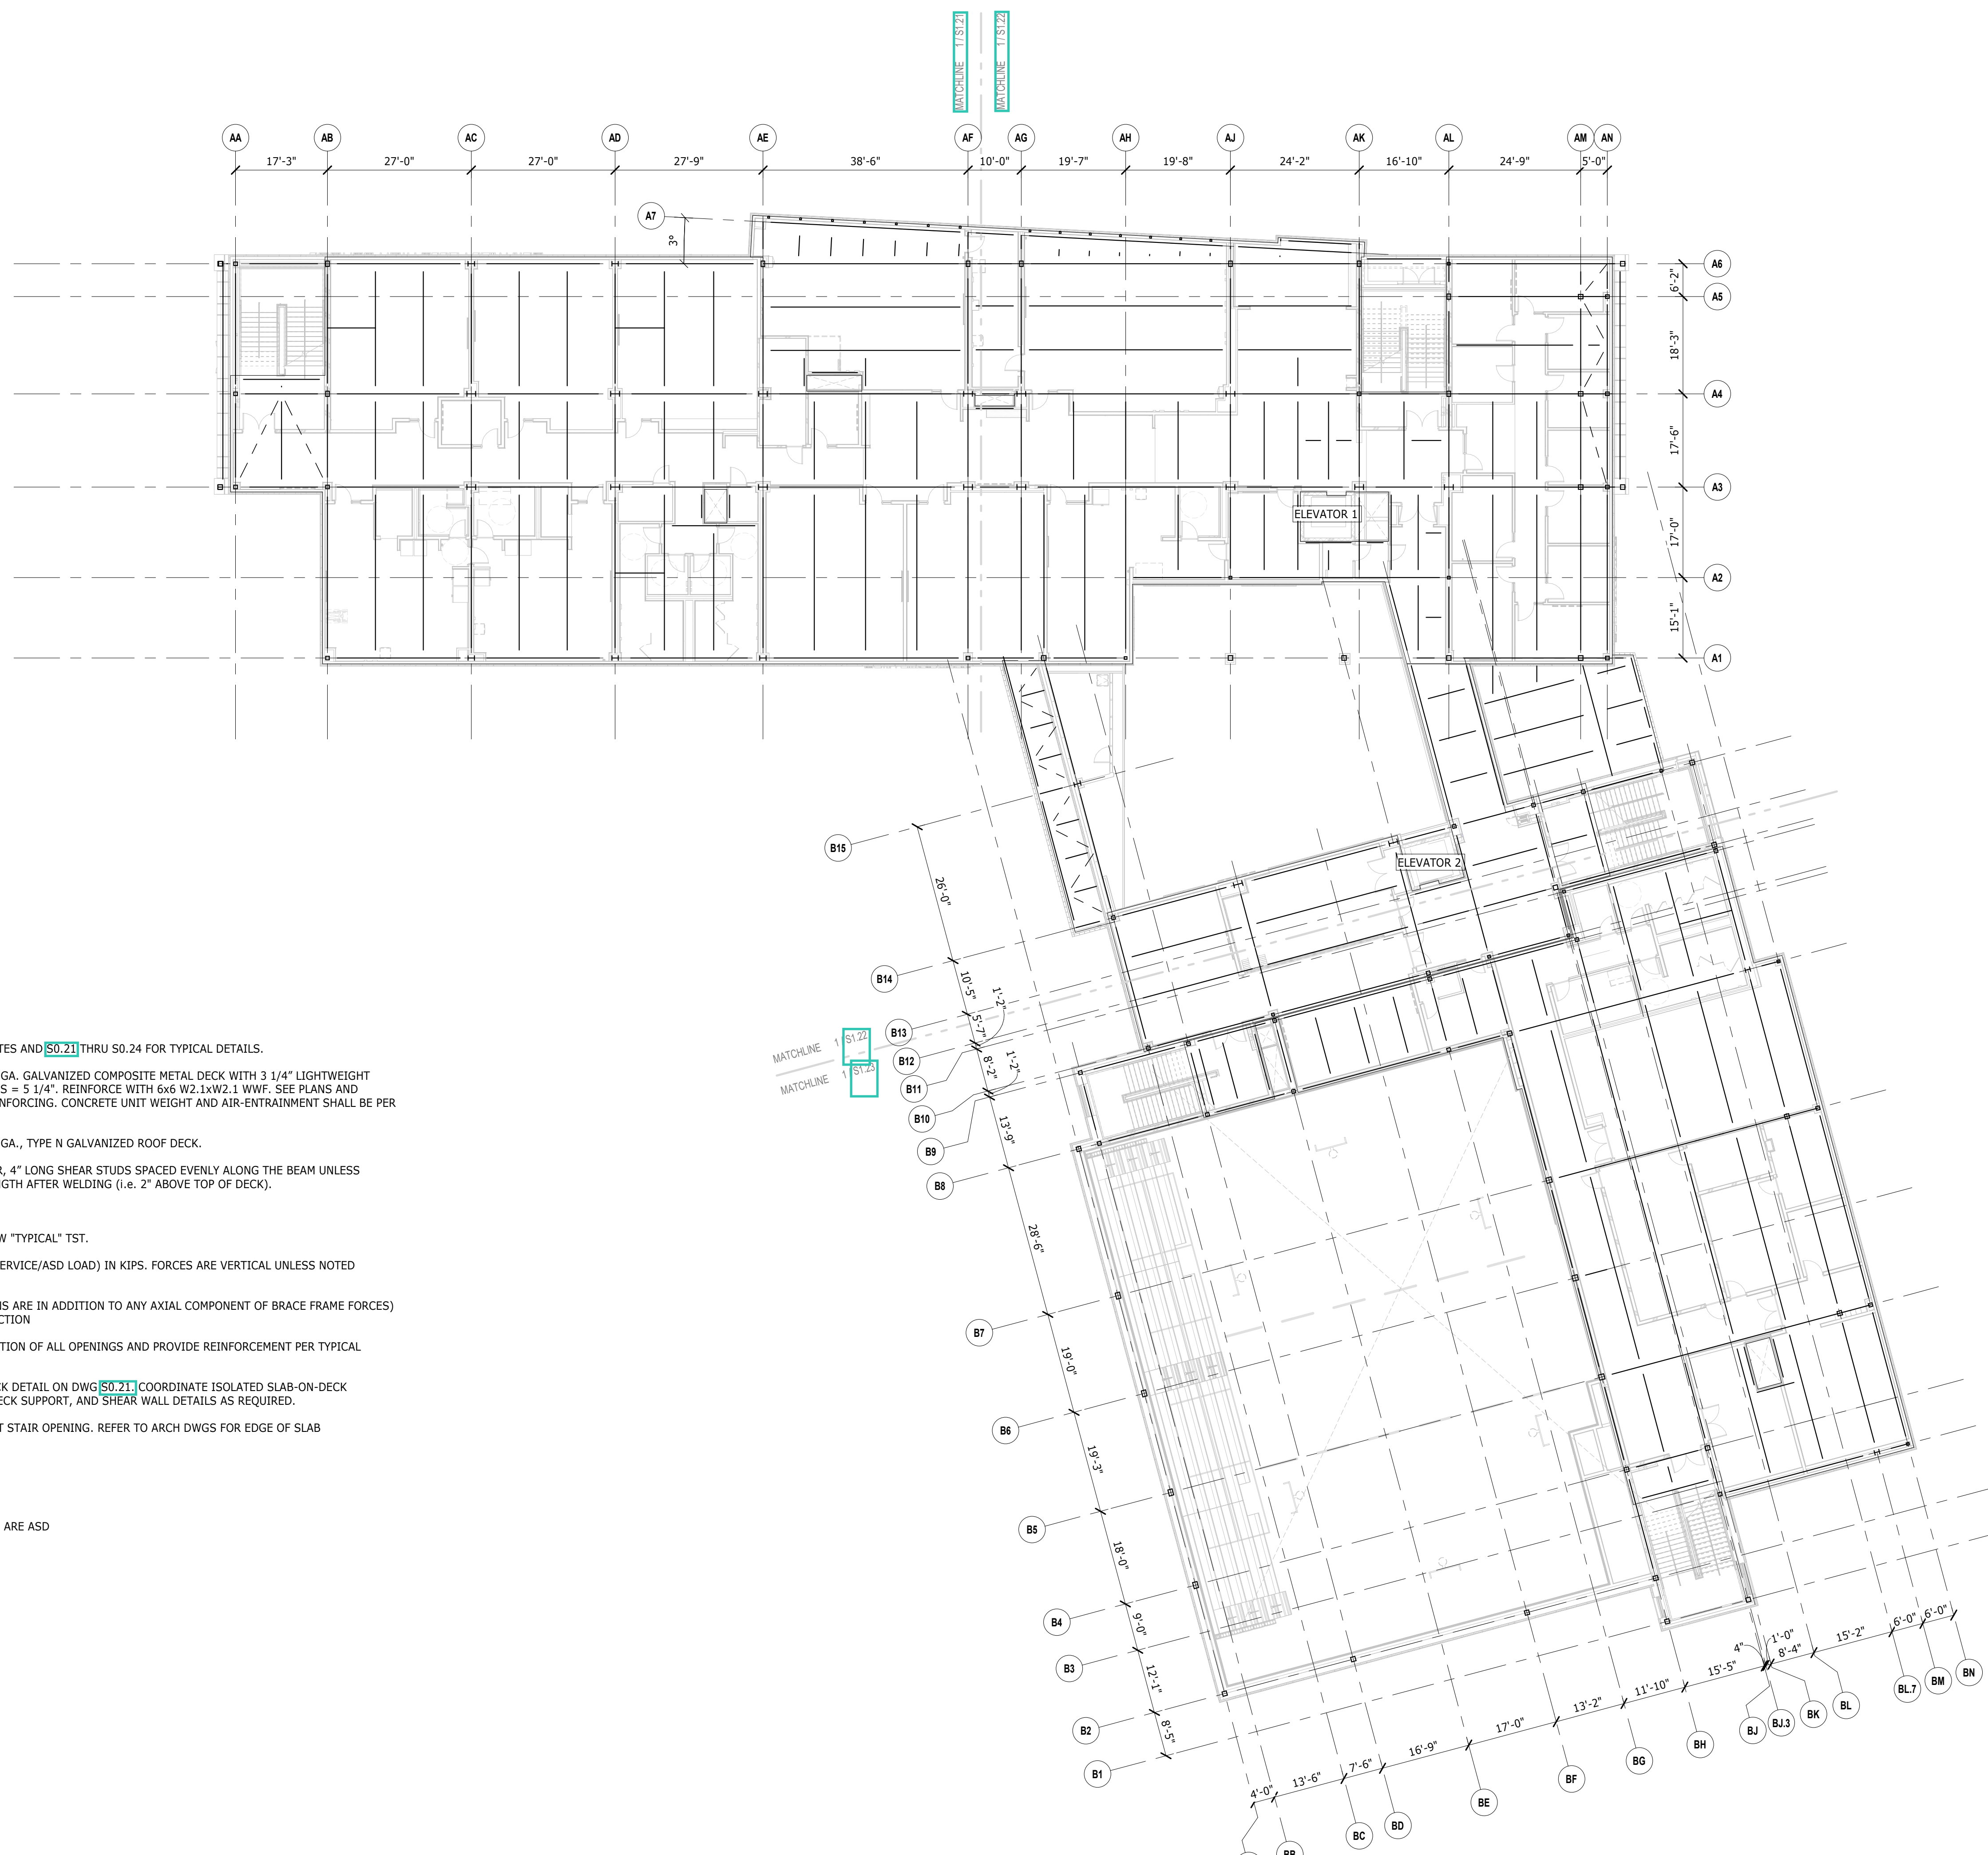 MATCHLINE 1 / S1.21
MATCHLINE 1 / S1.22
AA
AB
AC
AD
AE
AF
AG
AH
AJ
AK
AL
AM
AN
17'-3"
27'-0"
27'-0"
27'-9"
38'-6"
10'-0"
19'-7"
19'-8"
24'-2"
16'-10"
24'-9"
5'-0"
A7
3°
A6
6'-2"
A5
18'-3"
A4
17'-6"
A3
17'-0"
A2
15'-1"
A1
ELEVATOR 1
ELEVATOR 2
B15
26'-0"
B14
10'-5"
1'-2"
B13
5'-7"
B12
B11
8'-2"
1'-2"
B10
B9
13'-9"
B8
28'-6"
B7
19'-0"
B6
19'-3"
B5
18'-0"
B4
9'-0"
B3
12'-1"
B2
8'-5"
B1
MATCHLINE 1 / S1.22
MATCHLINE 1 / S1.23
TES AND S0.21 THRU S0.24 FOR TYPICAL DETAILS.
GA. GALVANIZED COMPOSITE METAL DECK WITH 3 1/4” LIGHTWEIGHT
S = 5 1/4". REINFORCE WITH 6x6 W2.1xW2.1 WWF. SEE PLANS AND
NFORCING. CONCRETE UNIT WEIGHT AND AIR-ENTRAINMENT SHALL BE PER
GA., TYPE N GALVANIZED ROOF DECK.
R, 4” LONG SHEAR STUDS SPACED EVENLY ALONG THE BEAM UNLESS
NGTH AFTER WELDING (i.e. 2" ABOVE TOP OF DECK).
W "TYPICAL" TST.
ERVICE/ASD LOAD) IN KIPS. FORCES ARE VERTICAL UNLESS NOTED
NS ARE IN ADDITION TO ANY AXIAL COMPONENT OF BRACE FRAME FORCES)
CTION
TION OF ALL OPENINGS AND PROVIDE REINFORCEMENT PER TYPICAL
CK DETAIL ON DWG S0.21. COORDINATE ISOLATED SLAB-ON-DECK
ECK SUPPORT, AND SHEAR WALL DETAILS AS REQUIRED.
T STAIR OPENING. REFER TO ARCH DWGS FOR EDGE OF SLAB
ARE ASD
4'-0"
13'-6"
7'-6"
16'-9"
17'-0"
13'-2"
11'-10"
15'-5"
4"
1'-0"
8'-4"
15'-2"
6'-0"
6'-0"
BB
BC
BD
BE
BF
BG
BH
BJ
BJ.3
BK
BL
BL.7
BM
BN